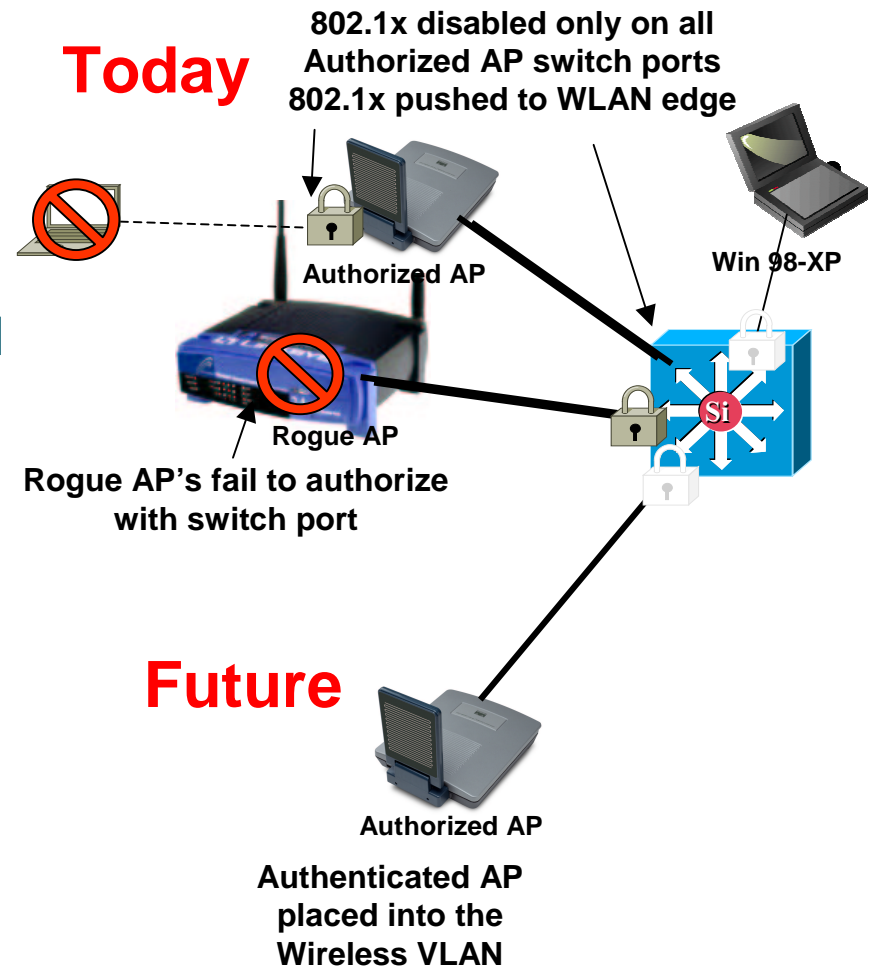 Today
802.1x disabled only on all
Authorized AP switch ports
802.1x pushed to WLAN edge
Authorized AP
Win 98-XP
Rogue AP
Si
Rogue AP’s fail to authorize
with switch port
Future
Authorized AP
Authenticated AP
placed into the
Wireless VLAN